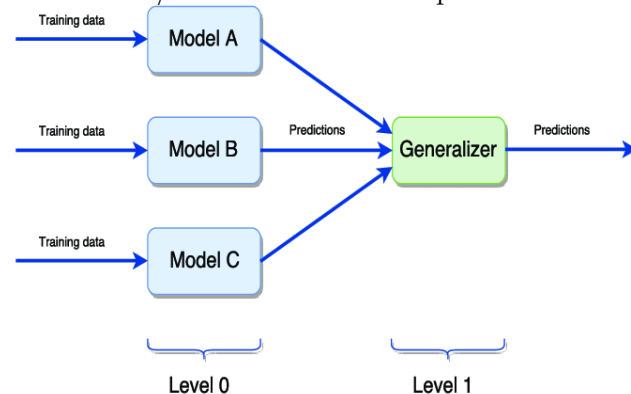 Training data
Model A
Training data
Model B
Predictions
Generalizer
Predictions
Training data
Model C
Level 0
Level 1